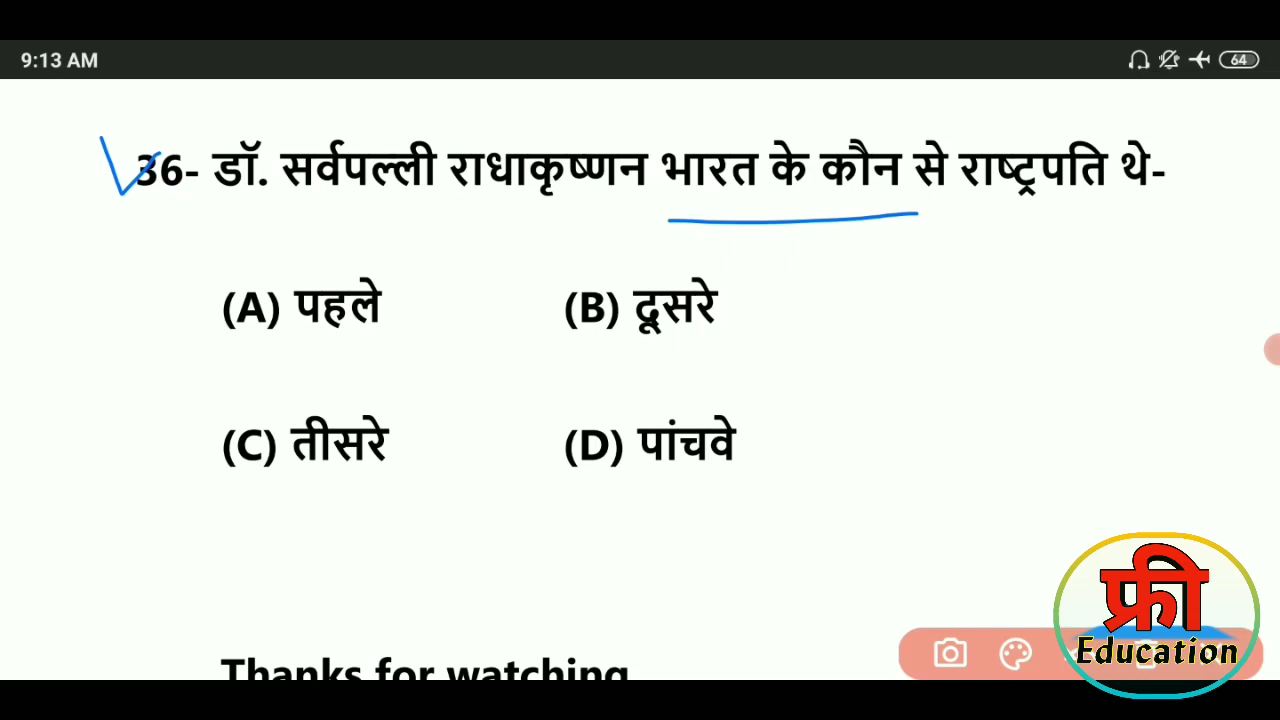 9:13 AM
64
36- डॉ. सर्वपल्ली राधाकृष्णन भारत के कौन से राष्ट्रपति थे-
(A) पहले (B) दूसरे
(C) तीसरे (D) पांचवे
Thanks for watching
फ्री
Education